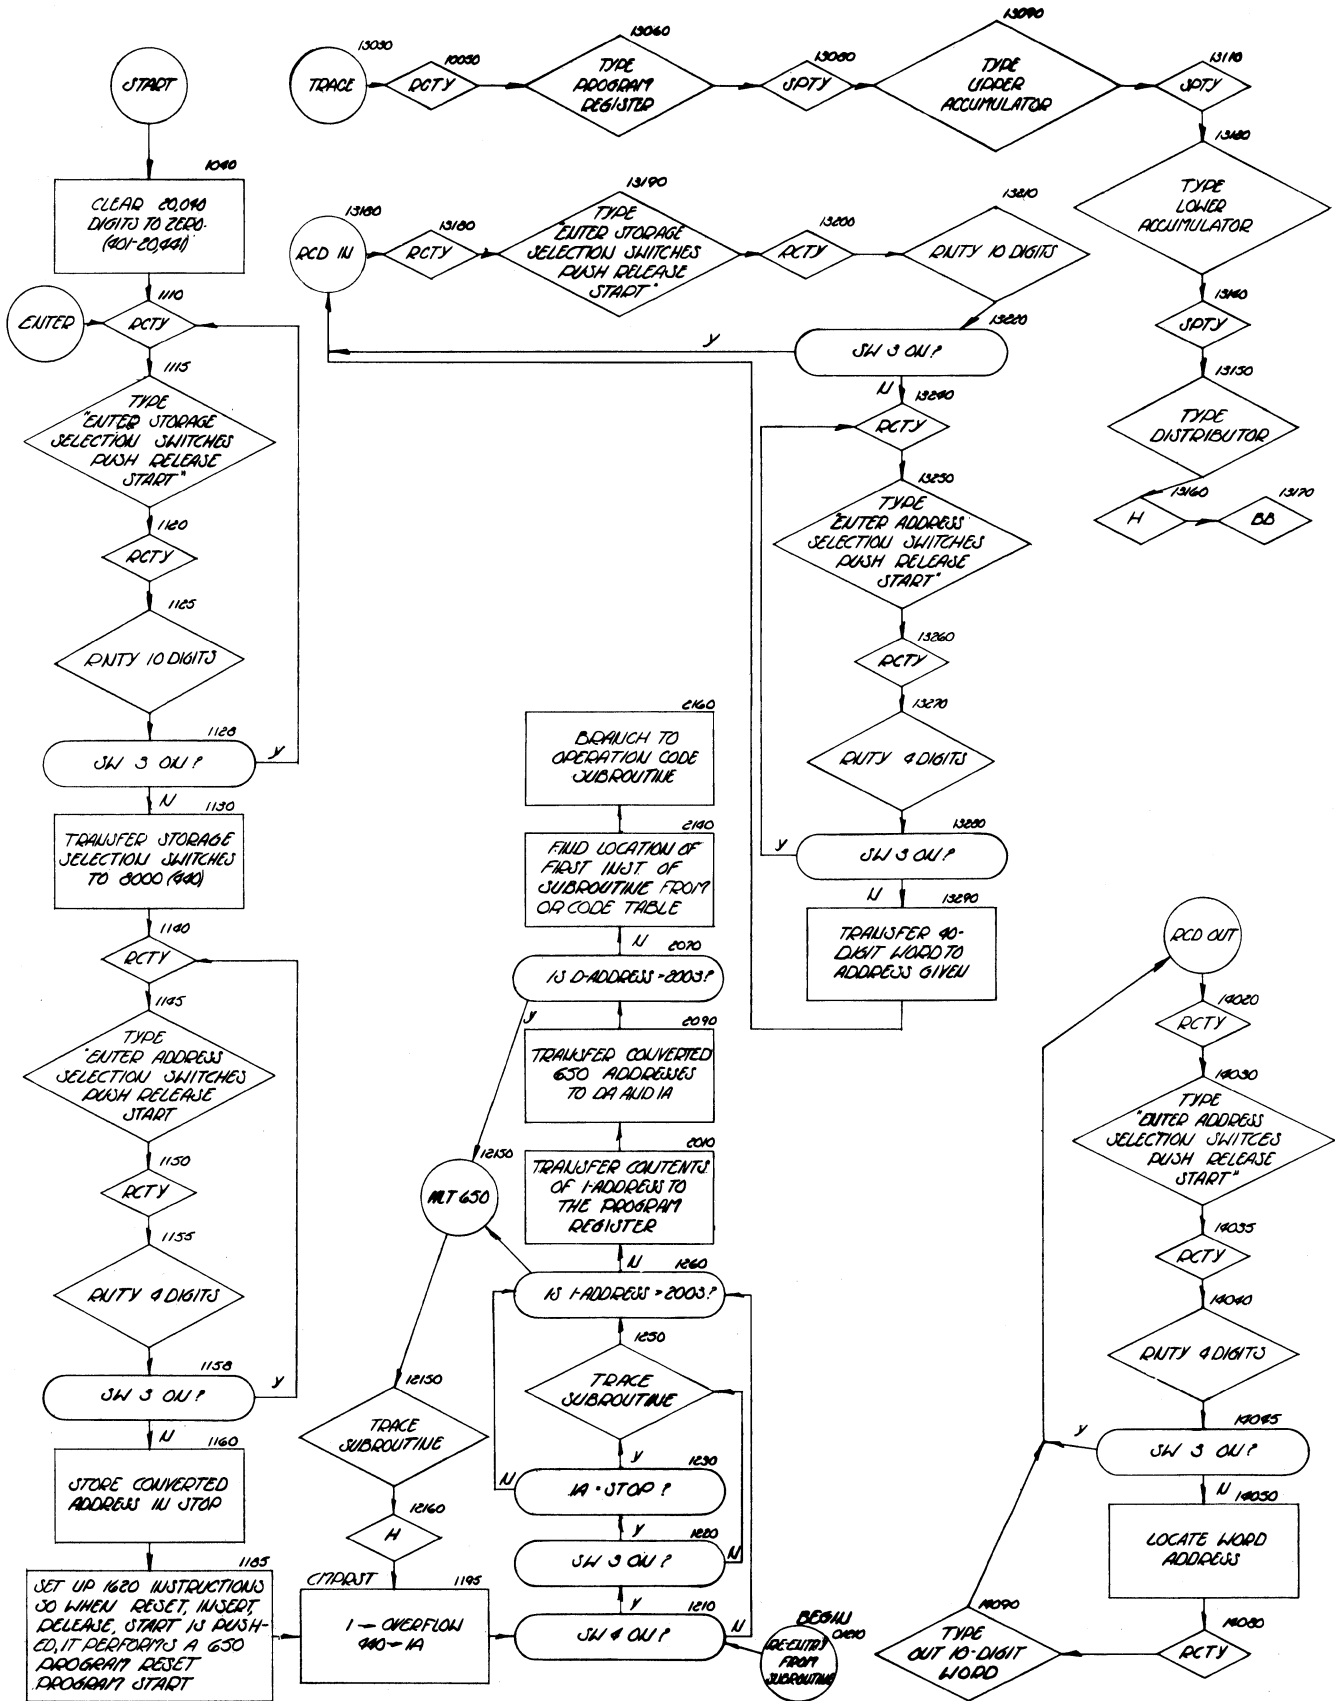 START
1040
CLEAR 20,040
DIGITS TO ZERO.
(401-20,441)
ENTER
1110
RCTY
1115
TYPE
"ENTER STORAGE
SELECTION SWITCHES
PUSH RELEASE
START"
1120
RCTY
1125
RNTY 10 DIGITS
1128
SW 3 ON?
Y
N
1130
TRANSFER STORAGE
SELECTION SWITCHES
TO 8000 (440)
1140
RCTY
1145
TYPE
"ENTER ADDRESS
SELECTION SWITCHES
PUSH RELEASE
START
1150
RCTY
1155
RNTY 4 DIGITS
1158
SW 3 ON?
Y
N
1160
STORE CONVERTED
ADDRESS IN STOP
1185
SET UP 1620 INSTRUCTIONS
SO WHEN RESET, INSERT,
RELEASE, START IS PUSH-
ED, IT PERFORMS A 650
PROGRAM RESET
PROGRAM START
TRACE
13030
10050
RCTY
13060
TYPE
PROGRAM
REGISTER
13080
SPTY
13090
TYPE
UPPER
ACCUMULATOR
13110
SPTY
13120
TYPE
LOWER
ACCUMULATOR
13140
SPTY
13150
TYPE
DISTRIBUTOR
13160
H
13170
BB
RCD IN
13180
13180
RCTY
13190
TYPE
"ENTER STORAGE
SELECTION SWITCHES
PUSH RELEASE
START"
13200
RCTY
13210
RNTY 10 DIGITS
13220
SW 3 ON?
Y
N
13240
RCTY
13250
TYPE
"ENTER ADDRESS
SELECTION SWITCHES
PUSH RELEASE
START"
13260
RCTY
13270
RNTY 4 DIGITS
13280
SW 3 ON?
Y
N
13290
TRANSFER 40-
DIGIT WORD TO
ADDRESS GIVEN
2160
BRANCH TO
OPERATION CODE
SUBROUTINE
2140
FIND LOCATION OF
FIRST INST. OF
SUBROUTINE FROM
OR CODE TABLE
N
2070
IS D-ADDRESS = 2003?
Y
2090
TRANSFER CONVERTED
650 ADDRESSES
TO DA AND IA
2010
TRANSFER CONTENTS
OF I-ADDRESS TO
THE PROGRAM
REGISTER
N
1260
IS I-ADDRESS = 2003?
1250
TRACE
SUBROUTINE
Y
1230
IA = STOP?
N
Y
1220
SW 3 ON?
N
Y
1210
SW 4 ON?
N
BEGIN
RE-ENTRY
FROM
SUBROUTINE
12150
HLT 650
12150
TRACE
SUBROUTINE
12160
H
CMPRST
1195
1 → OVERFLOW
440 → IA
RCD OUT
14020
RCTY
14030
TYPE
"ENTER ADDRESS
SELECTION SWITCES
PUSH RELEASE
START"
14035
RCTY
14040
RNTY 4 DIGITS
14045
SW 3 ON?
Y
N
14050
LOCATE WORD
ADDRESS
14080
RCTY
14090
TYPE
OUT 10-DIGIT
WORD